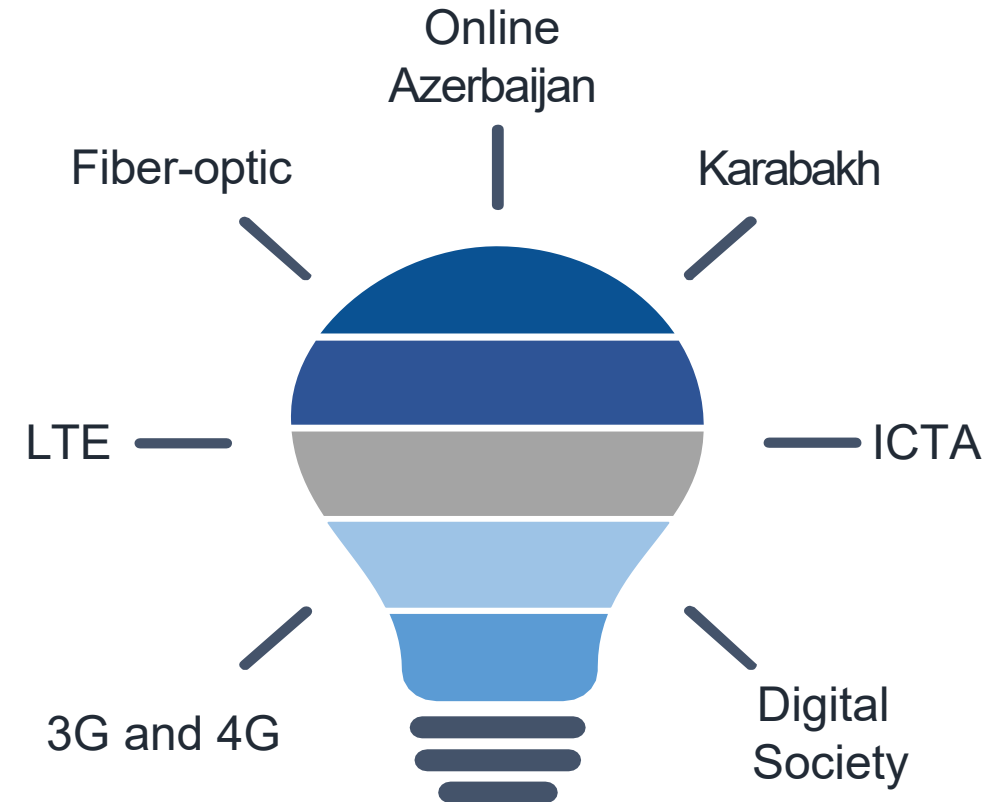 Online
Azerbaijan
Fiber-optic
Karabakh
LTE
ICTA
3G and 4G
Digital
Society